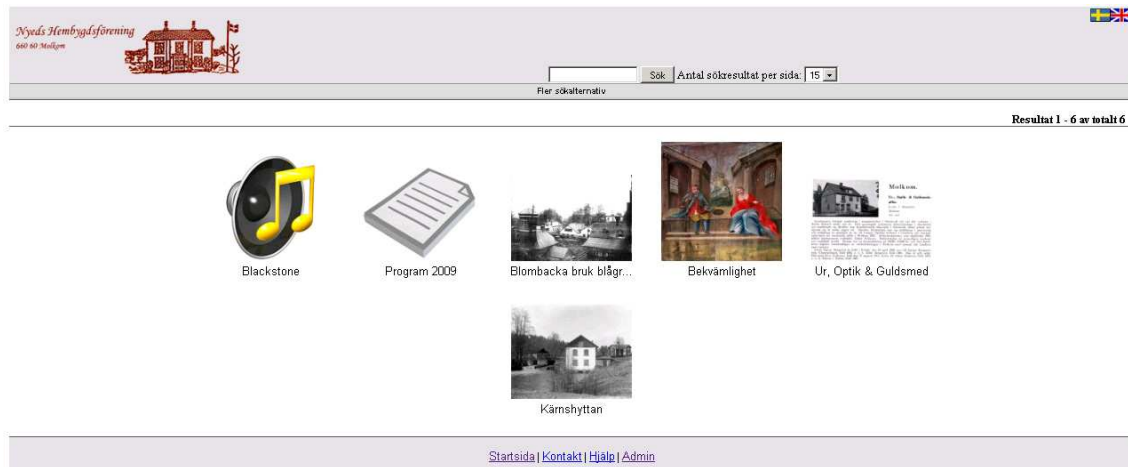 Nyeds Hembygdsförening
660 60 Molkom
Sök Antal sökresultat per sida: 15
Fler sökalternativ
Resultat 1 - 6 av totalt 6
Molkom.
Blackstone
Program 2009
Blombacka bruk blågr...
Bekvämlighet
Ur, Optik & Guldsmed
Kärnshyttan
Startsida | Kontakt | Hjälp | Admin